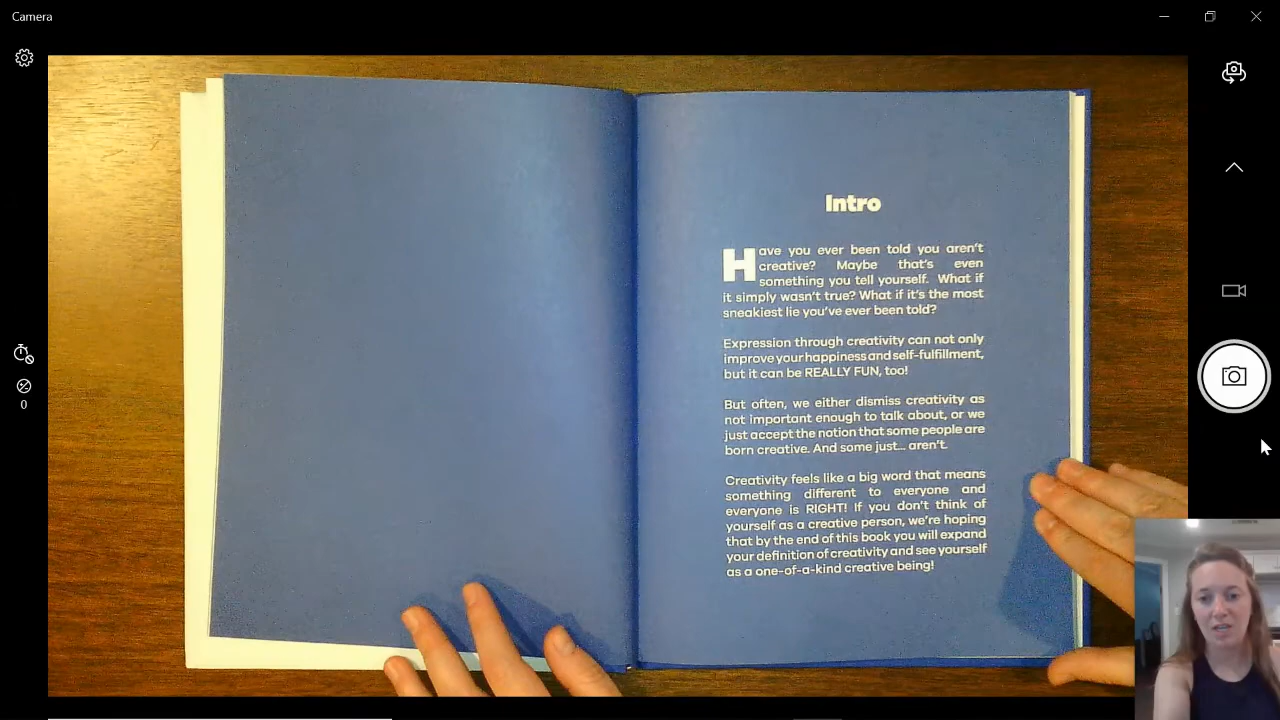 Camera
Intro
Have you ever been told you aren't
creative? Maybe that's even
something you tell yourself. What if
it simply wasn't true? What if it's the most
sneakiest lie you've ever been told?
Expression through creativity can not only
improve your happiness and self-fulfillment,
but it can be REALLY FUN, too!
But often, we either dismiss creativity as
not important enough to talk about, or we
just accept the notion that some people are
born creative. And some just... aren't.
Creativity feels like a big word that means
something different to everyone and
everyone is RIGHT! If you don't think of
yourself as a creative person, we're hoping
that by the end of this book you will expand
your definition of creativity and see yourself
as a one-of-a-kind creative being!
0